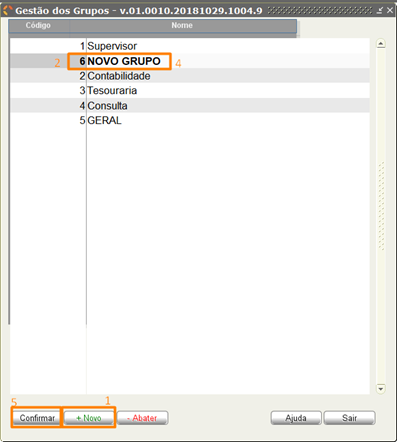 Gestão dos Grupos - v.01.0010.20181029.1004.9
Código Nome
1 Supervisor
2 6 NOVO GRUPO 4
2 Contabilidade
3 Tesouraria
4 Consulta
5 GERAL
5 1
Confirmar + Novo - Abater Ajuda Sair